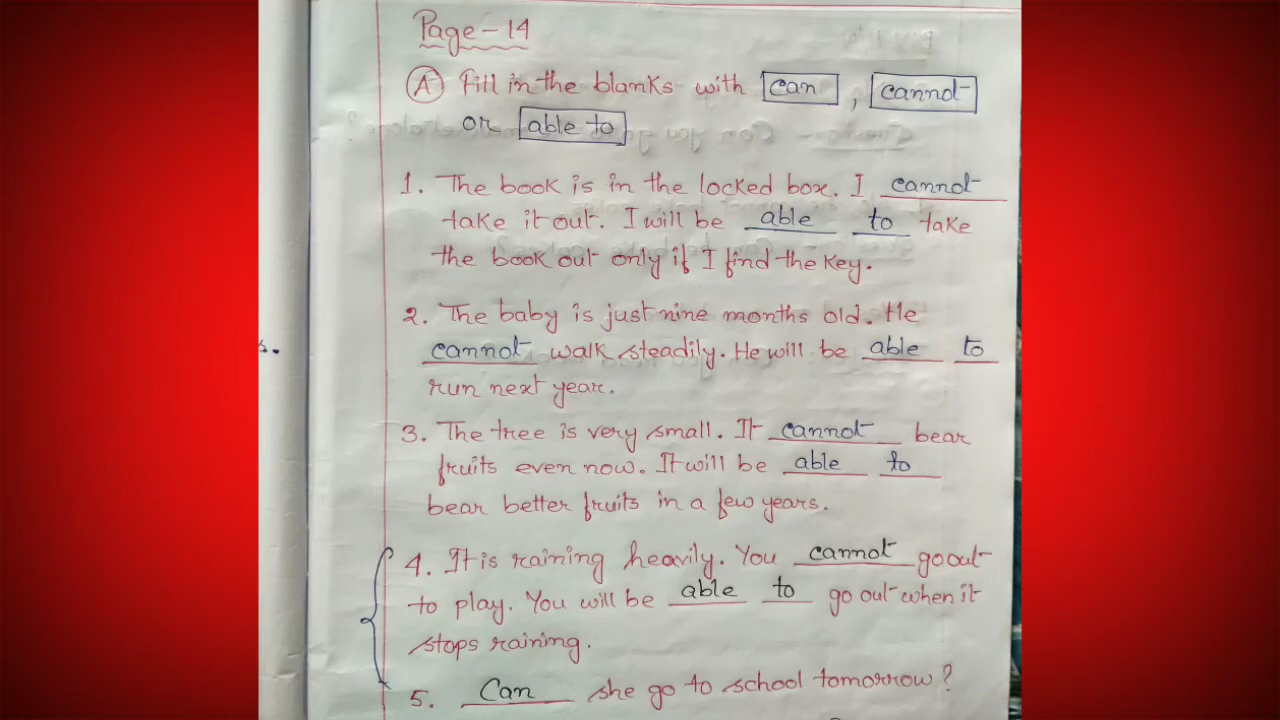 Page-14
A Fill in the blanks with can, cannot
or able to
1. The book is in the locked box. I cannot
take it out. I will be able to take
the book out only if I find the key.
2. The baby is just nine months old. He
cannot walk steadily. He will be able to
run next year.
3. The tree is very small. It cannot bear
fruits even now. It will be able to
bear better fruits in a few years.
4. It is raining heavily. You cannot go out
to play. You will be able to go out when it
stops raining.
5. Can she go to school tomorrow?